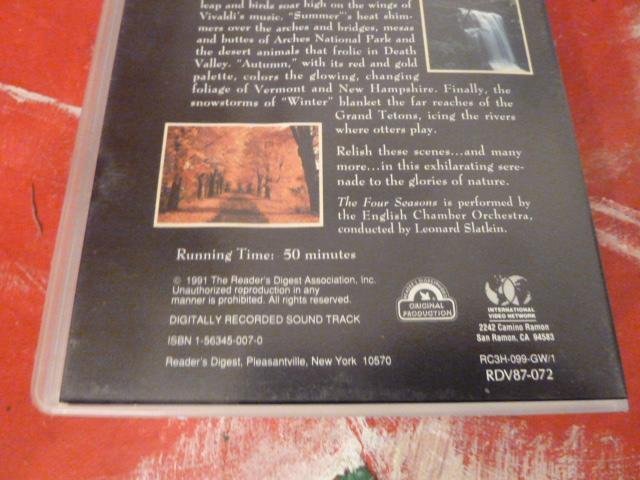 leap and birds soar high on the wings of
Vivaldi's music. "Summer"'s heat shim-
mers over the arches and bridges, mesas
and buttes of Arches National Park and
the desert animals that frolic in Death
Valley. "Autumn," with its red and gold
palette, colors the glowing, changing
foliage of Vermont and New Hampshire. Finally, the
snowstorms of "Winter" blanket the far reaches of the
Grand Tetons, icing the rivers
where otters play.
Relish these scenes...and many
more...in this exhilarating sere-
nade to the glories of nature.
The Four Seasons is performed by
the English Chamber Orchestra,
conducted by Leonard Slatkin.
Running Time: 50 minutes
© 1991 The Reader's Digest Association, Inc.
Unauthorized reproduction in any
manner is prohibited. All rights reserved.
DIGITALLY RECORDED SOUND TRACK
ISBN 1-56345-007-0
Reader's Digest, Pleasantville, New York 10570
ORIGINAL
PRODUCTION
INTERNATIONAL
VIDEO NETWORK
2242 Camino Ramon
San Ramon, CA 94583
RC3H-099-GW/1
RDV87-072